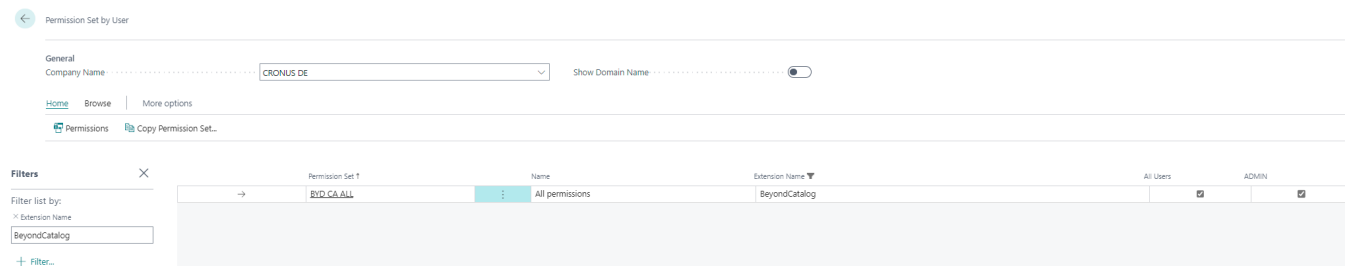 Permission Set by User
General
Company Name CRONUS DE Show Domain Name
Home Browse More options
Permissions Copy Permission Set...
Filters
Permission Set ↑ Name Extension Name All Users ADMIN
→ BYD CA ALL ⋮ All permissions BeyondCatalog
Filter list by:
× Extension Name
BeyondCatalog
+ Filter...